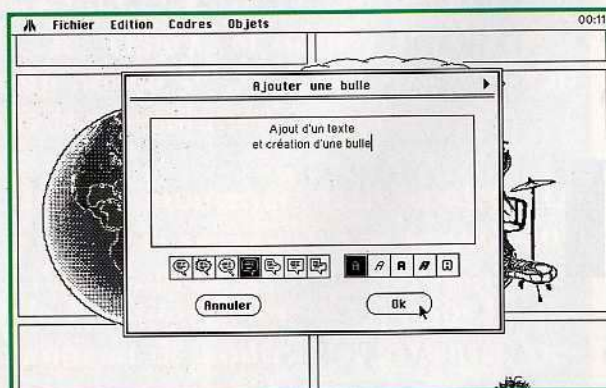 Fichier Edition Cadres Objets 00:11
Ajouter une bulle
Ajout d'un texte
et création d'une bulle
A A A A A
Annuler Ok